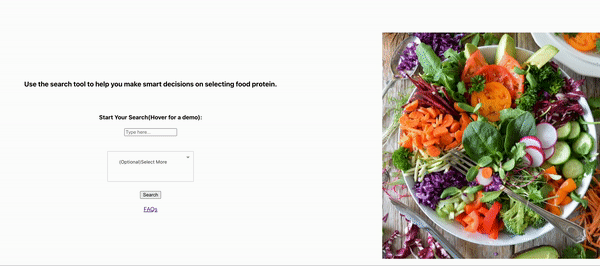 Use the search tool to help you make smart decisions on selecting food protein.
Start Your Search(Hover for a demo):
Type here...
(Optional)Select More
Search
FAQs